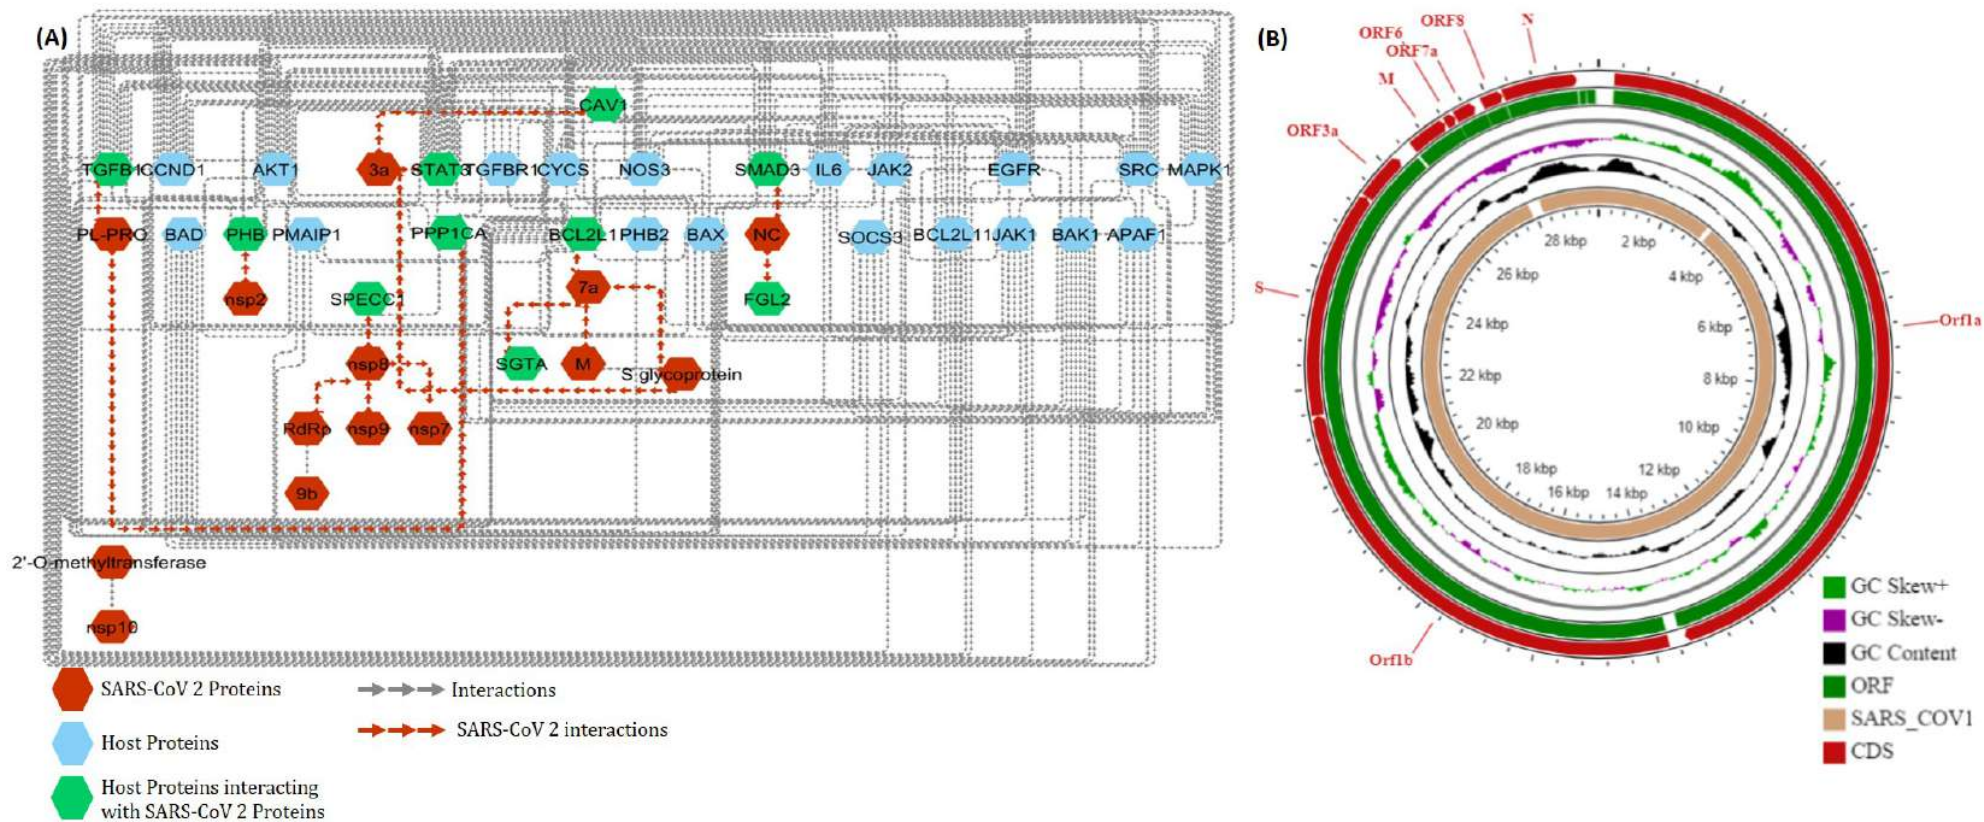 (A)
CAV1
TGFB1 CCND1 AKT1 3a STAT3 TGFBR1 CYCS NOS3 SMAD3 IL6 JAK2 EGFR SRC MAPK1
PL-PRO BAD PHB PMAIP1 PPP1CA BCL2L1 PHB2 BAX NC SOCS3 BCL2L11 JAK1 BAK1 APAF1
nsp2 SPECC1 7a FGL2
nsp8 SGTA M S glycoprotein
RdRp nsp9 nsp7
9b
2'-O-methyltransferase
nsp10
SARS-CoV 2 Proteins
Host Proteins
Host Proteins interacting
with SARS-CoV 2 Proteins
Interactions
SARS-CoV 2 interactions
(B)
N
ORF8
ORF6
ORF7a
M
ORF3a
S
Orf1a
Orf1b
2 kbp
4 kbp
6 kbp
8 kbp
10 kbp
12 kbp
14 kbp
16 kbp
18 kbp
20 kbp
22 kbp
24 kbp
26 kbp
28 kbp
GC Skew+
GC Skew-
GC Content
ORF
SARS_COV1
CDS